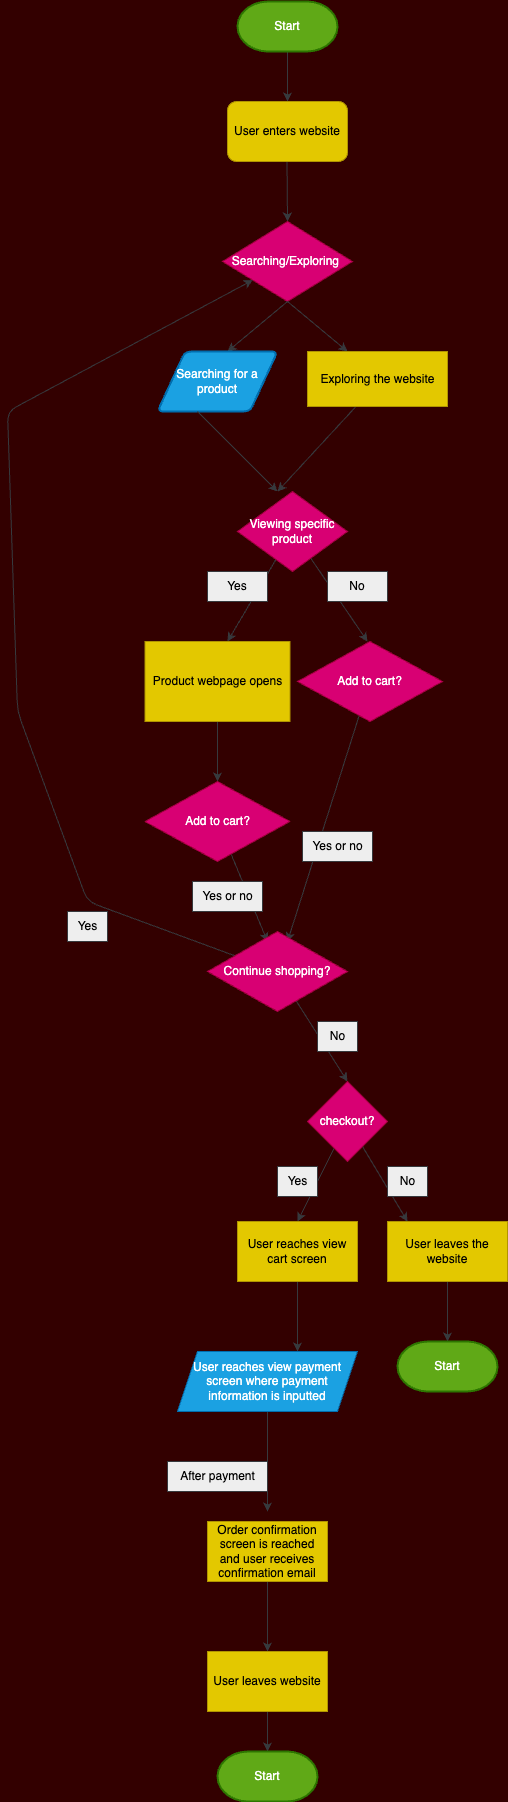 Start
User enters website
Searching/Exploring
Searching for a
product
Exploring the website
Viewing specific
product
Yes
No
Product webpage opens
Add to cart?
Add to cart?
Yes or no
Yes or no
Yes
Continue shopping?
No
checkout?
Yes
No
User reaches view
cart screen
User leaves the
website
User reaches view payment
screen where payment
information is inputted
Start
After payment
Order confirmation
screen is reached
and user receives
confirmation email
User leaves website
Start